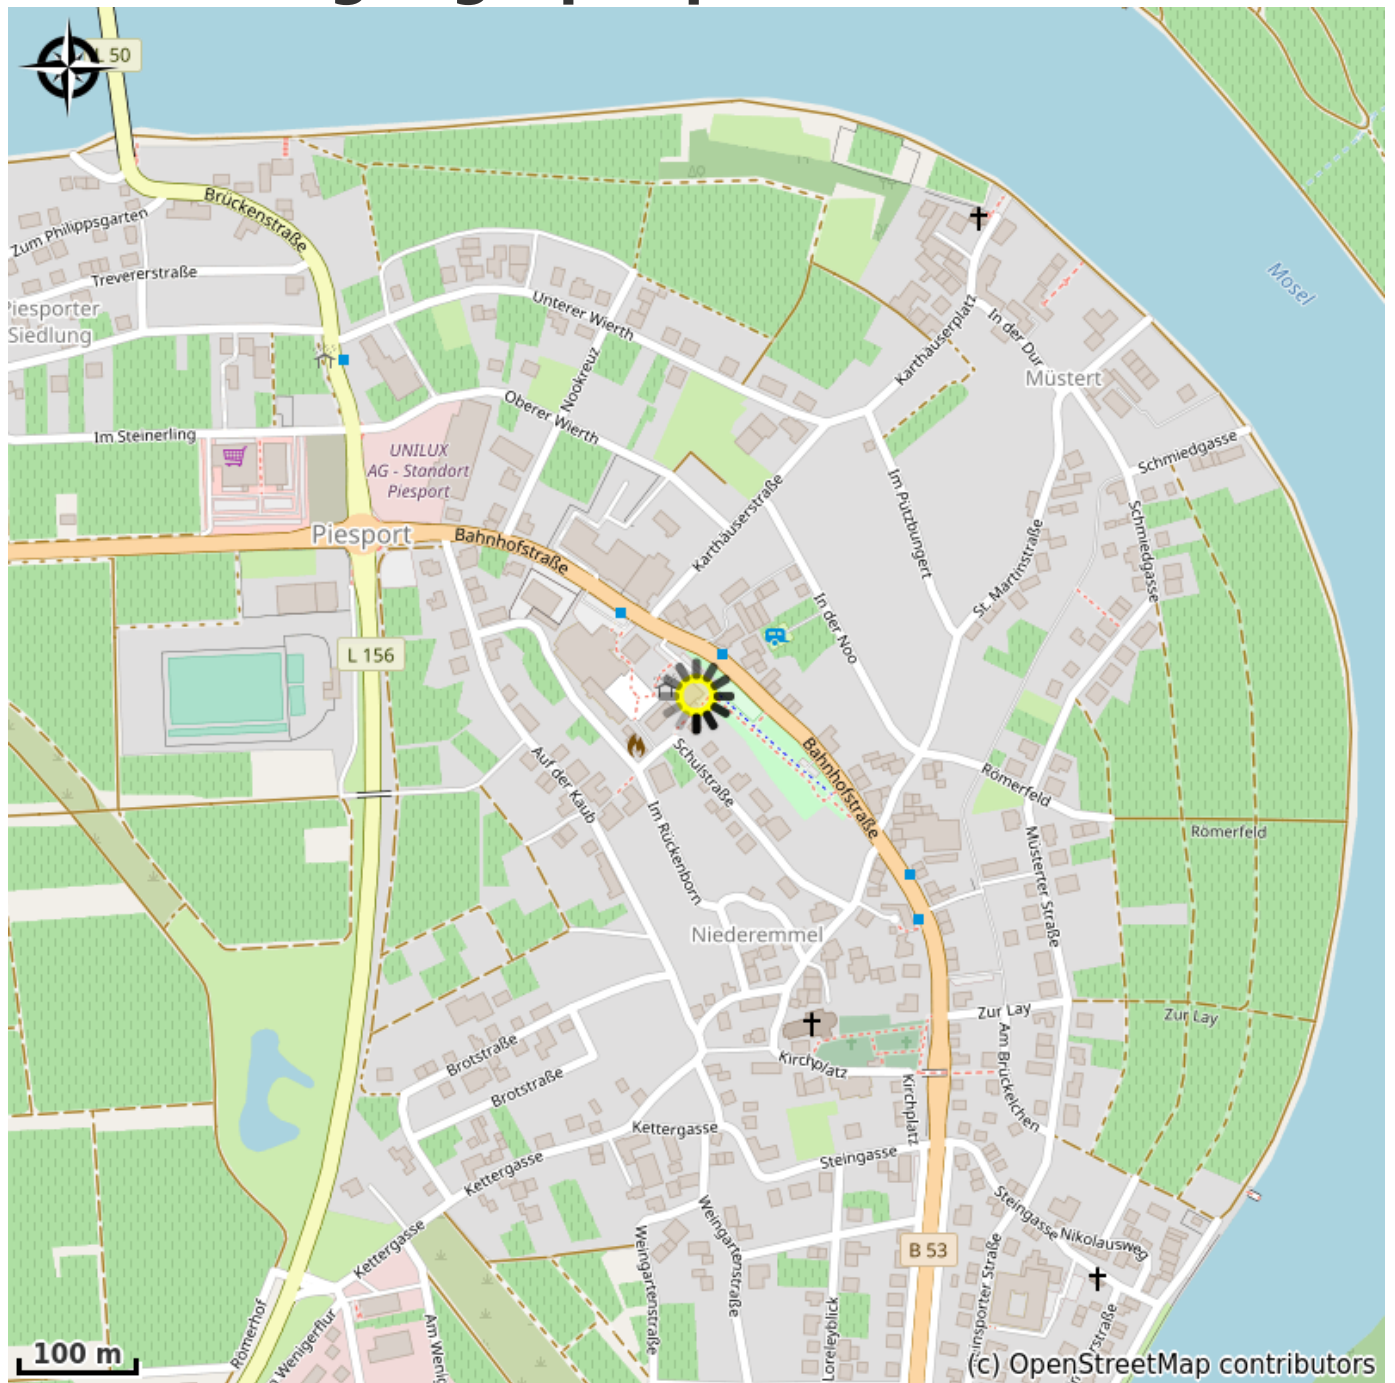 L 50
Brückenstraße
Zum Philippsgarten
Trevererstraße
Piesporter
Siedlung
Mosel
Unterer Wierth
Karthäuserplatz
In der Dur
Müstert
Nookreuz
Oberer Wierth
Im Steinerling
UNILUX
AG - Standort
Piesport
Schmiedgasse
Im Pützbungert
Karthäuserstraße
Schmiedgasse
Piesport
Bahnhofstraße
St. Martinstraße
In der Noo
L 156
Auf der Kaub
Schulstraße
Bahnhofstraße
Römerfeld
Im Rückenborn
Römerfeld
Müsterter Straße
Niederemmel
Zur Lay
Zur Lay
Brotstraße
Am Brückelchen
Kirchplatz
Brotstraße
Kirchplatz
Kettergasse
Steingasse
Kettergasse
Steingasse
Weingartenstraße
Weingartenstraße
Nikolausweg
Kettergasse
B 53
Loreleyblick
Römerhof
100 m
(c) OpenStreetMap contributors